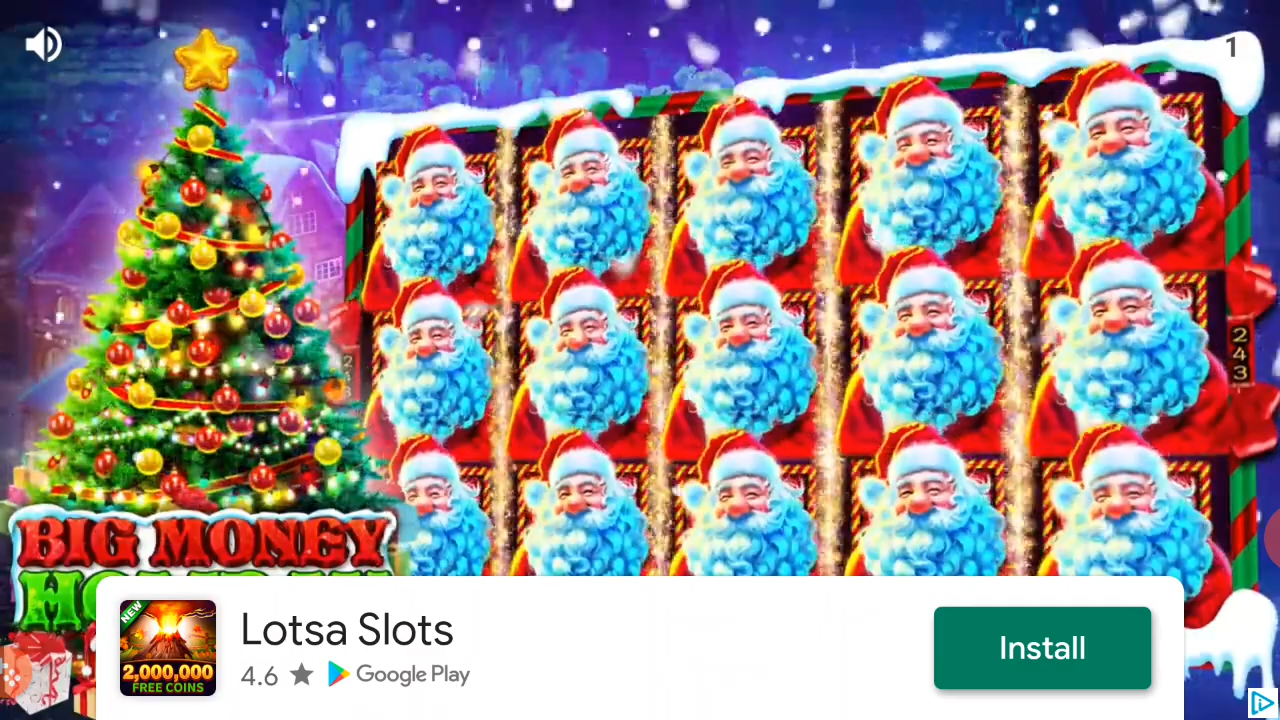 1
243
BIG MONEY
NEW
2,000,000
FREE COINS
Lotsa Slots
4.6 ★ Google Play
Install